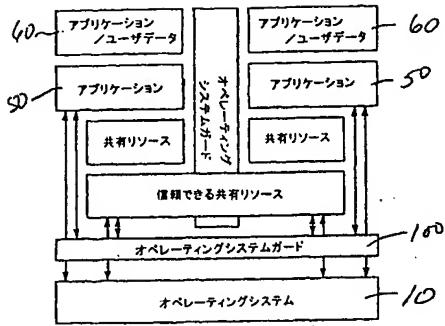 40
アプリケーション
/ユーザデータ
アプリケーション
/ユーザデータ
60
50
アプリケーション
オペレーティング
システムガード
アプリケーション
50
共有リソース
共有リソース
信頼できる共有リソース
オペレーティングシステムガード
100
オペレーティングシステム
10